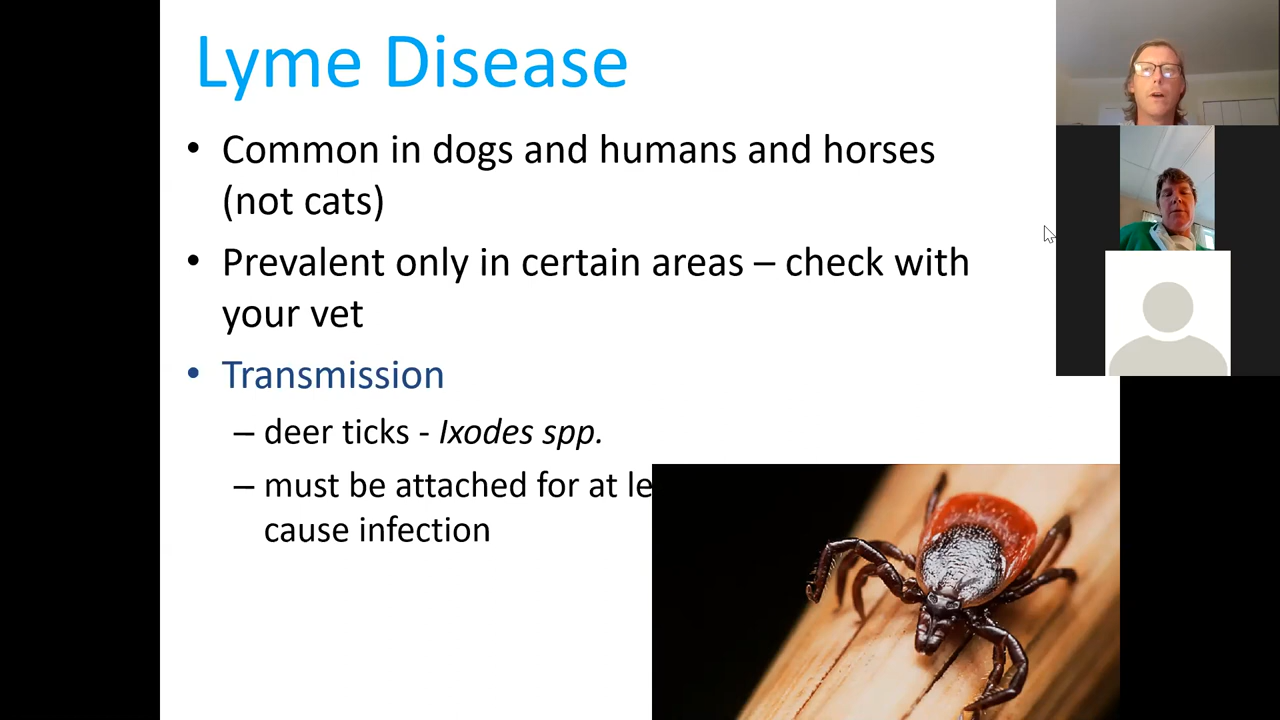 Lyme Disease
• Common in dogs and humans and horses
(not cats)
• Prevalent only in certain areas – check with
your vet
• Transmission
– deer ticks - Ixodes spp.
– must be attached for at le
cause infection